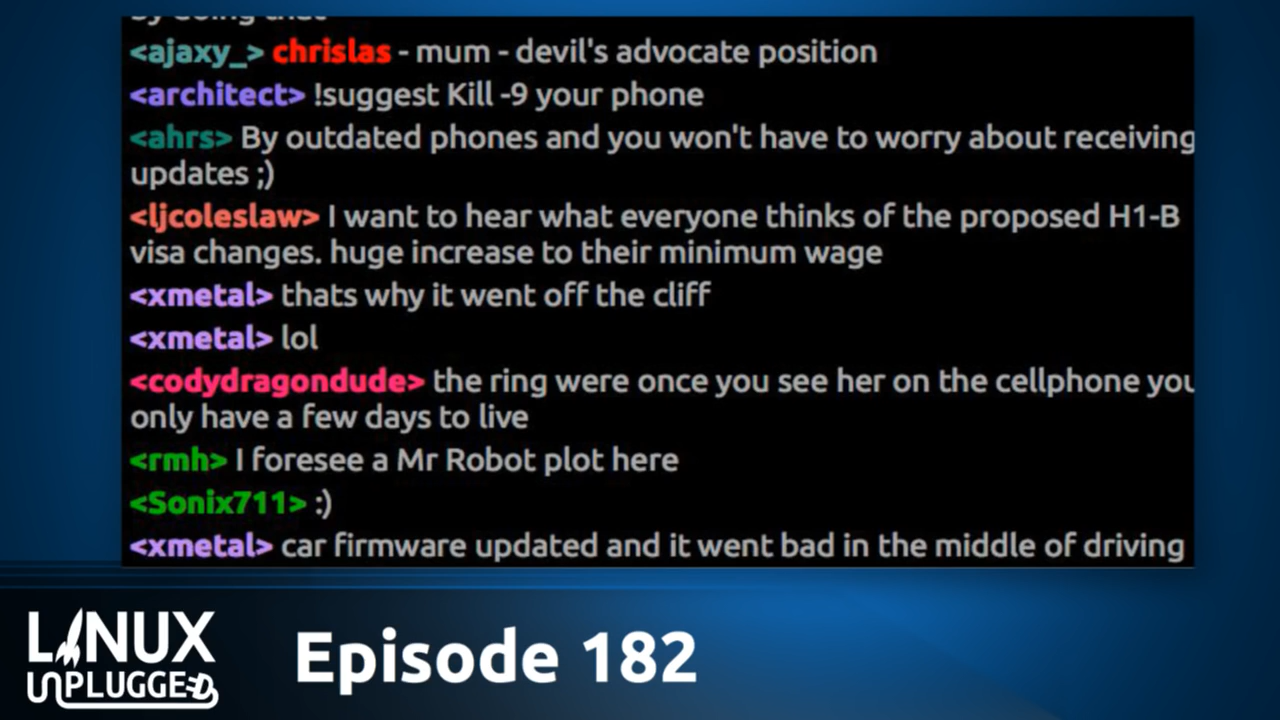 by doing that
<ajaxy_> chrislas - mum - devil's advocate position
<architect> !suggest Kill -9 your phone
<ahrs> By outdated phones and you won't have to worry about receiving
updates ;)
<ljcoleslaw> I want to hear what everyone thinks of the proposed H1-B
visa changes. huge increase to their minimum wage
<xmetal> thats why it went off the cliff
<xmetal> lol
<codydragondude> the ring were once you see her on the cellphone you
only have a few days to live
<rmh> I foresee a Mr Robot plot here
<Sonix711> :)
<xmetal> car firmware updated and it went bad in the middle of driving
LINUX
UNPLUGGED
Episode 182